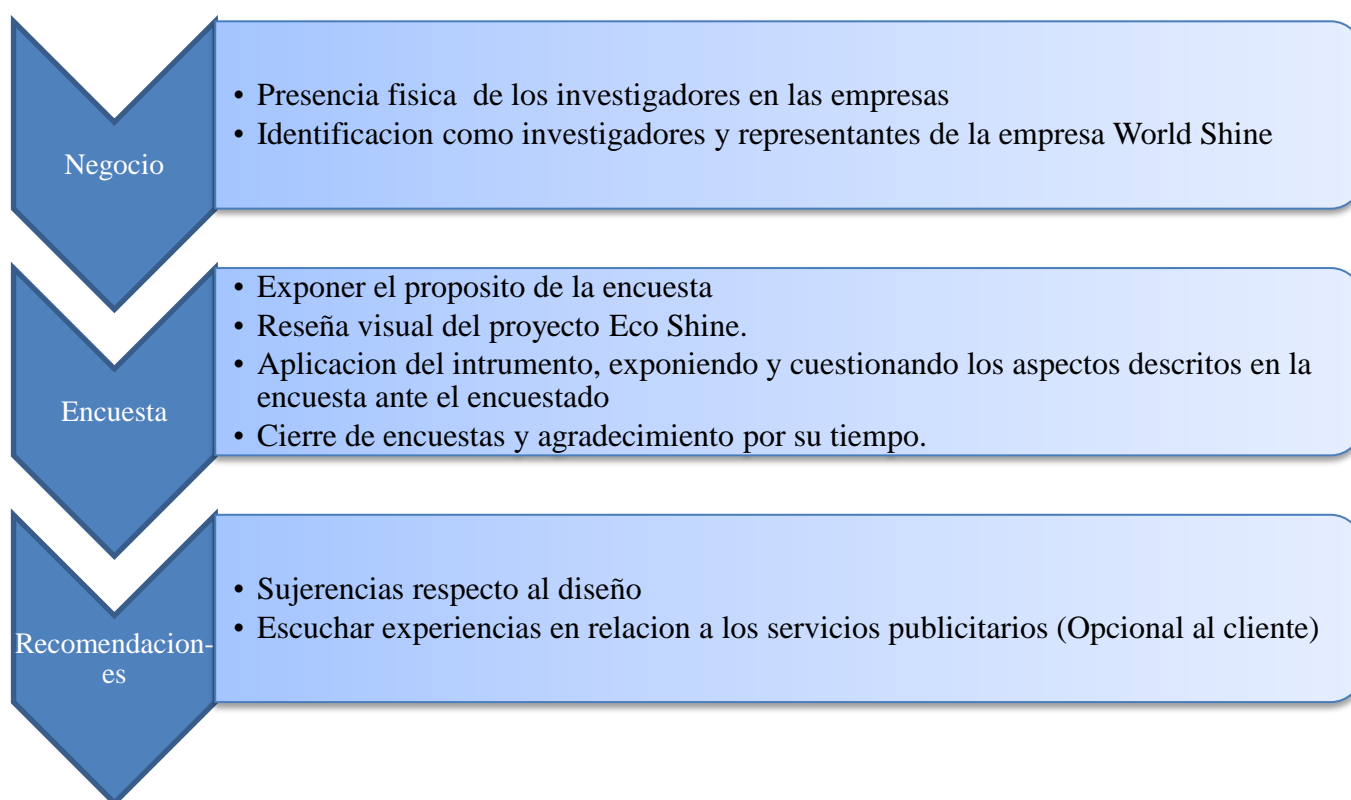 Negocio
• Presencia fisica de los investigadores en las empresas
• Identificacion como investigadores y representantes de la empresa World Shine
Encuesta
• Exponer el proposito de la encuesta
• Reseña visual del proyecto Eco Shine.
• Aplicacion del intrumento, exponiendo y cuestionando los aspectos descritos en la
encuesta ante el encuestado
• Cierre de encuestas y agradecimiento por su tiempo.
Recomendacion-
es
• Sujerencias respecto al diseño
• Escuchar experiencias en relacion a los servicios publicitarios (Opcional al cliente)